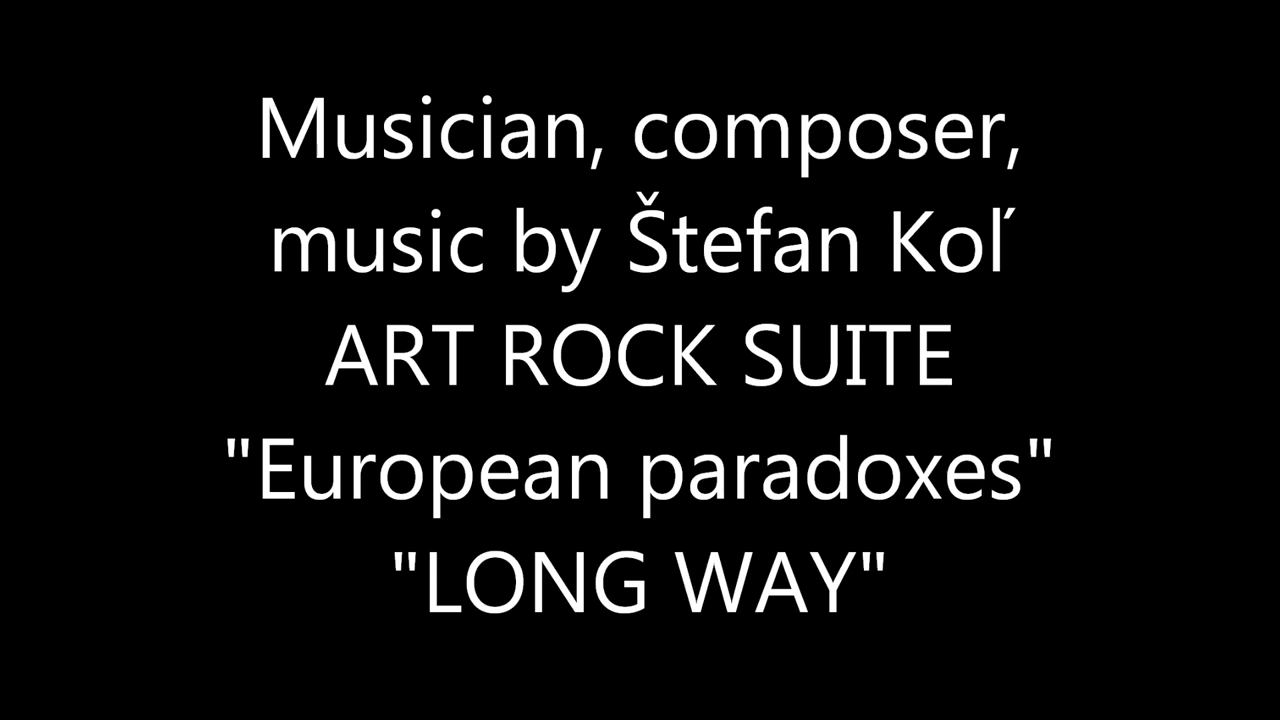 Musician, composer,
music by Štefan Koľ
ART ROCK SUITE
"European paradoxes"
"LONG WAY"